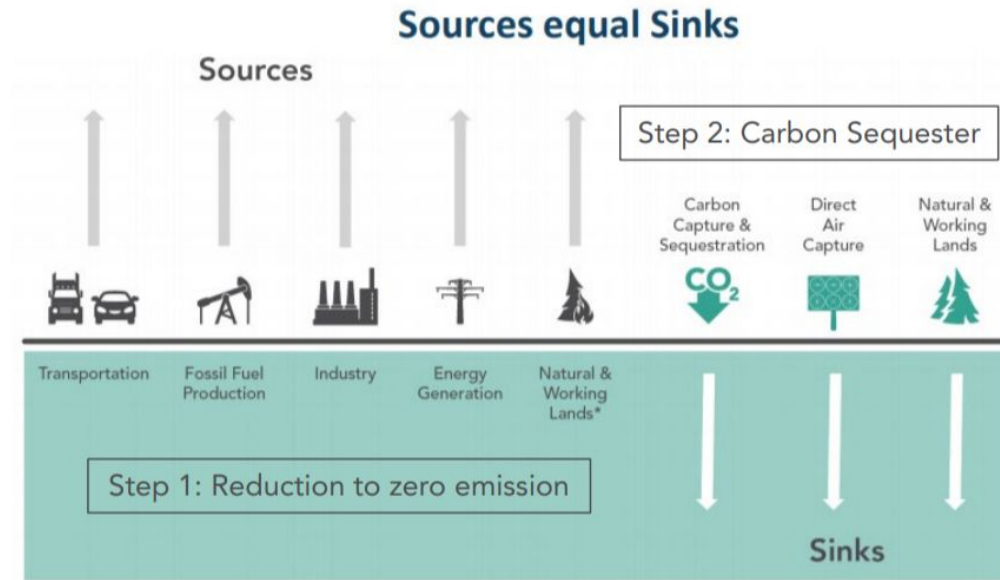 Sources equal Sinks
Sources
Step 2: Carbon Sequester
Carbon
Capture &
Sequestration
Direct
Air
Capture
Natural &
Working
Lands
CO2
Transportation
Fossil Fuel
Production
Industry
Energy
Generation
Natural &
Working
Lands*
Step 1: Reduction to zero emission
Sinks